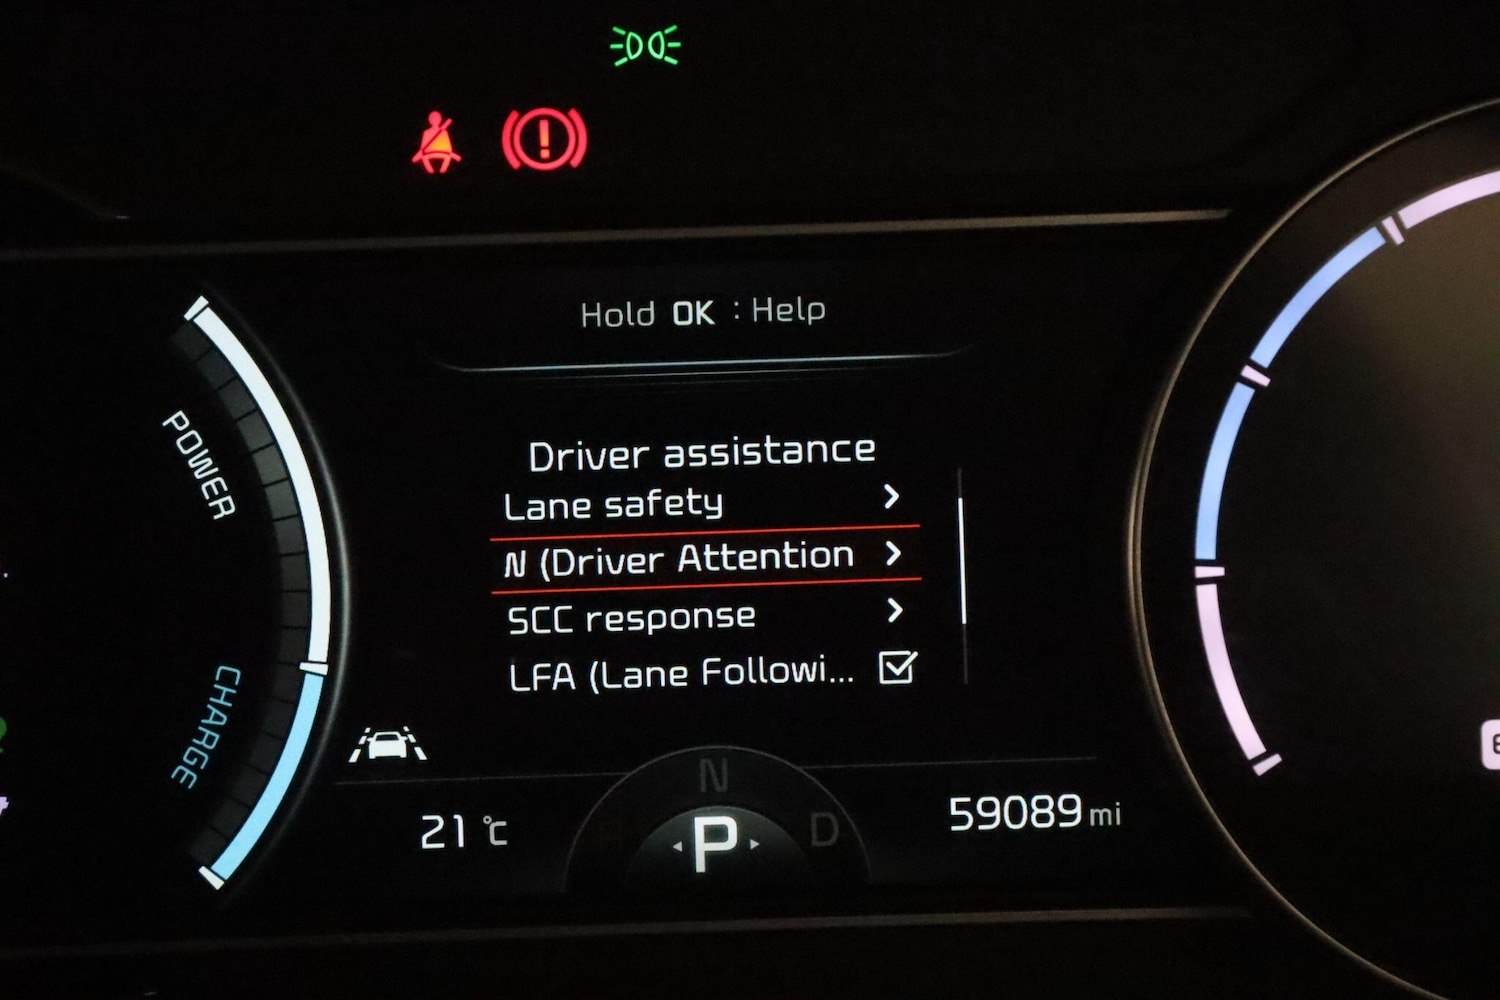 Hold OK : Help
Driver assistance
Lane safety
N (Driver Attention
SCC response
LFA (Lane Followi...
POWER
CHARGE
N
R
P
D
21 °C
59089 mi